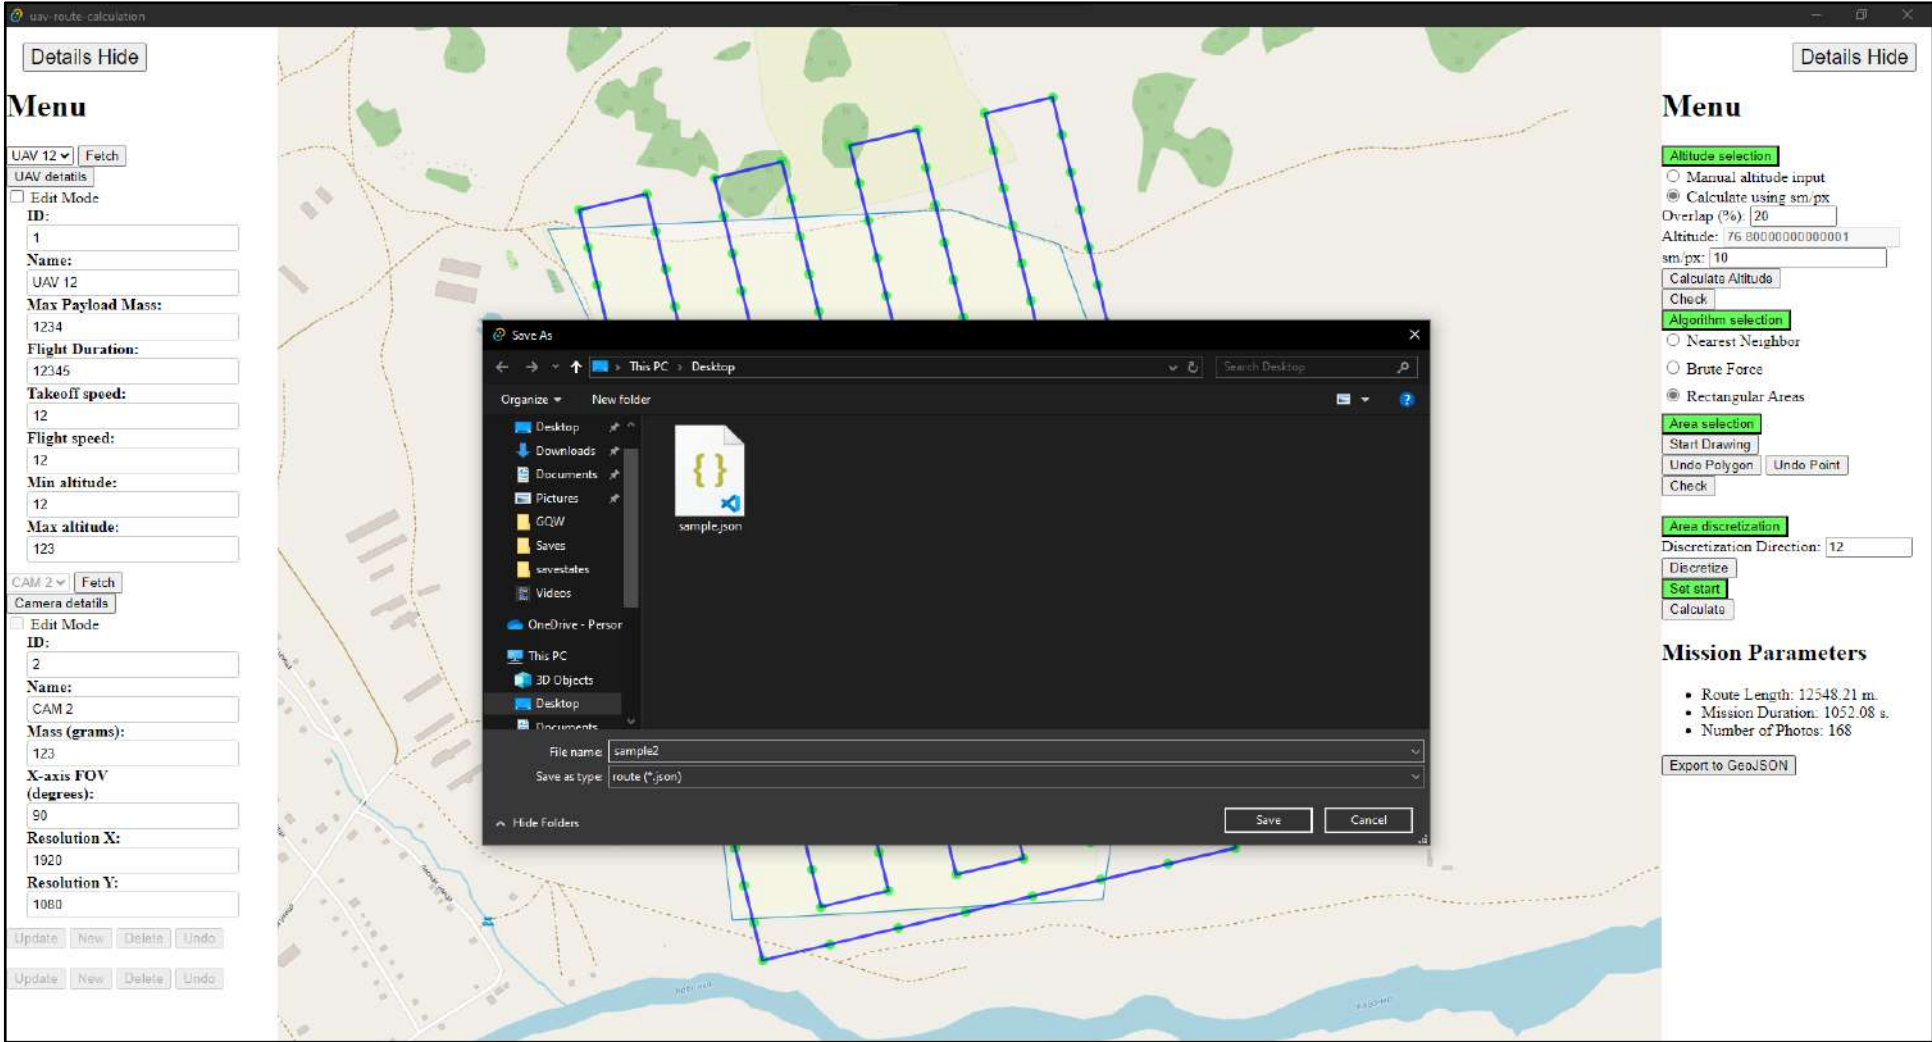 uav-route-calculation
Details Hide
Menu
UAV 12 Fetch
UAV detatils
Edit Mode
ID:
1
Name:
UAV 12
Max Payload Mass:
1234
Flight Duration:
12345
Takeoff speed:
12
Flight speed:
12
Min altitude:
12
Max altitude:
123
CAM 2 Fetch
Camera detatils
Edit Mode
ID:
2
Name:
CAM 2
Mass (grams):
123
X-axis FOV
(degrees):
90
Resolution X:
1920
Resolution Y:
1080
Update New Delete Undo
Update New Delete Undo
Save As
This PC Desktop
Search Desktop
Organize New folder
Desktop
Downloads
Documents
Pictures
GQW
Saves
savestates
Videos
OneDrive - Person
This PC
3D Objects
Desktop
Documents
sample.json
File name: sample2
Save as type: route (*.json)
Hide Folders
Save Cancel
Details Hide
Menu
Altitude selection
Manual altitude input
Calculate using sm/px
Overlap (%): 20
Altitude: 76.80000000000001
sm/px: 10
Calculate Altitude
Check
Algorithm selection
Nearest Neighbor
Brute Force
Rectangular Areas
Area selection
Start Drawing
Undo Polygon Undo Point
Check
Area discretization
Discretization Direction: 12
Discretize
Set start
Calculate
Mission Parameters
Route Length: 12548.21 m.
Mission Duration: 1052.08 s.
Number of Photos: 168
Export to GeoJSON